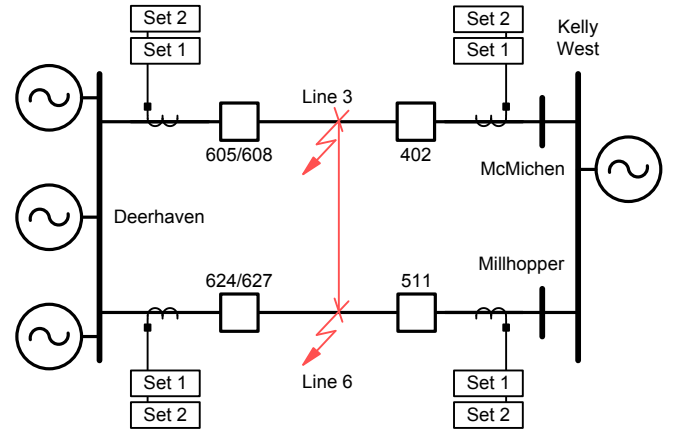 Set 2
Set 2
Set 1
Set 1
Kelly
West
Line 3
605/608
402
McMichen
Deerhaven
Millhopper
624/627
511
Set 1
Set 1
Line 6
Set 2
Set 2